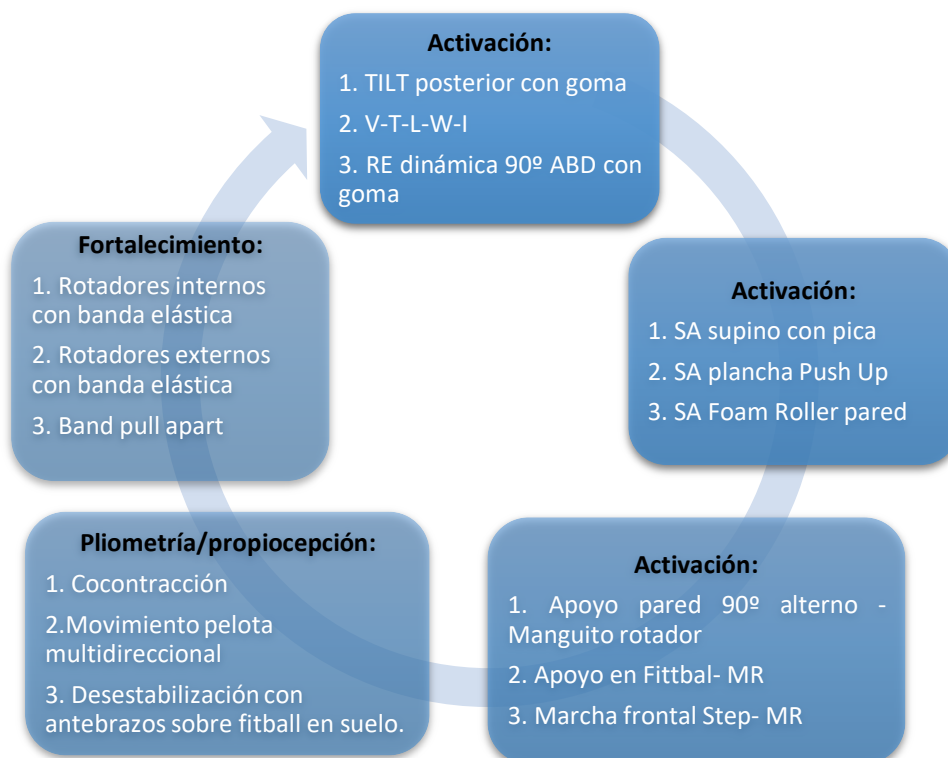 Activación:
1. TILT posterior con goma
2. V-T-L-W-I
3. RE dinámica 90º ABD con
goma
Activación:
1. SA supino con pica
2. SA plancha Push Up
3. SA Foam Roller pared
Activación:
1. Apoyo pared 90º alterno -
Manguito rotador
2. Apoyo en Fittbal- MR
3. Marcha frontal Step- MR
Pliometría/propiocepción:
1. Cocontracción
2.Movimiento pelota
multidireccional
3. Desestabilización con
antebrazos sobre fitball en suelo.
Fortalecimiento:
1. Rotadores internos
con banda elástica
2. Rotadores externos
con banda elástica
3. Band pull apart